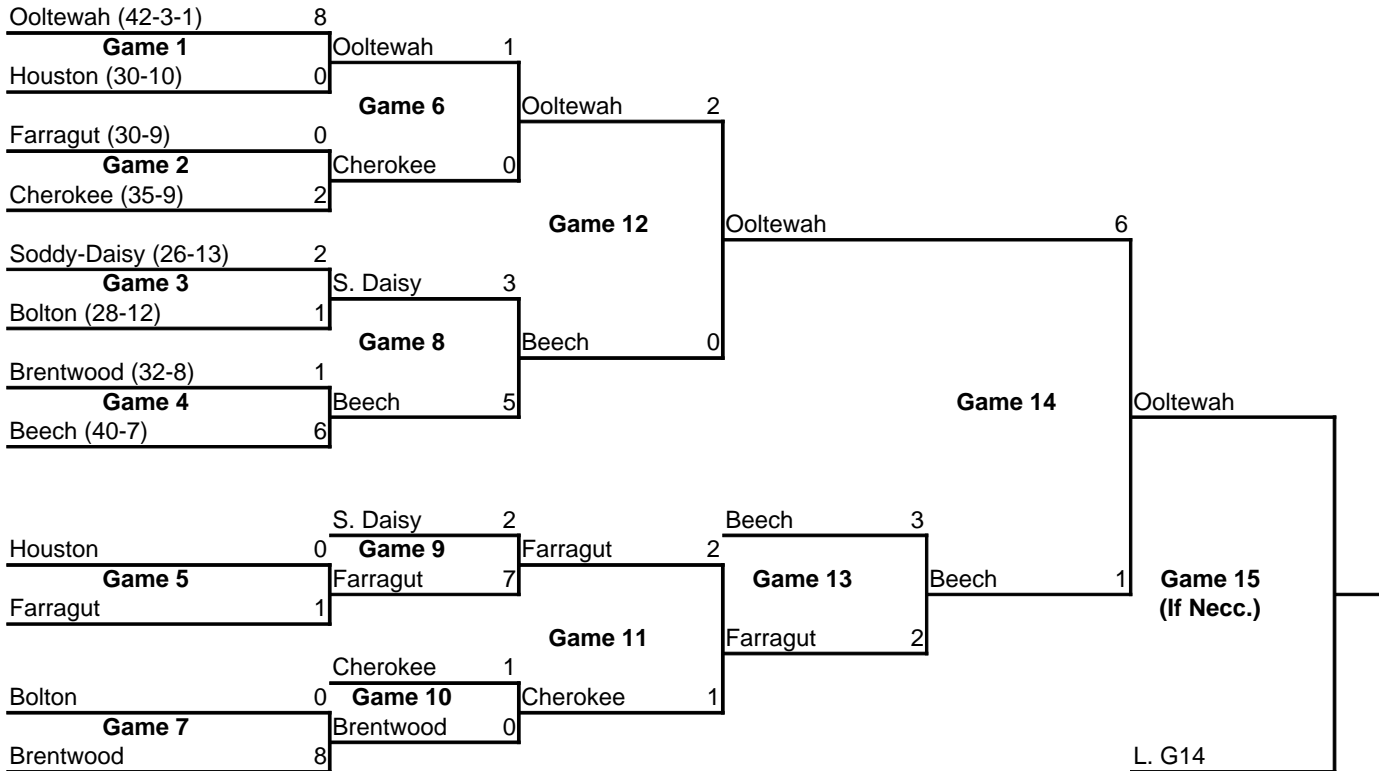 Ooltewah (42-3-1) 8
Game 1
Houston (30-10) 0
Ooltewah 1
Game 6
Cherokee 0
Farragut (30-9) 0
Game 2
Cherokee (35-9) 2
Ooltewah 2
Game 12
Beech 0
Soddy-Daisy (26-13) 2
Game 3
Bolton (28-12) 1
S. Daisy 3
Game 8
Beech 5
Brentwood (32-8) 1
Game 4
Beech (40-7) 6
Ooltewah 6
Game 14
Beech 1
Ooltewah
Game 15
(If Necc.)
L. G14
Houston 0
Game 5
Farragut 1
S. Daisy 2
Game 9
Farragut 7
Farragut 2
Game 11
Cherokee 1
Beech 3
Game 13
Farragut 2
Bolton 0
Game 7
Brentwood 8
Cherokee 1
Game 10
Brentwood 0